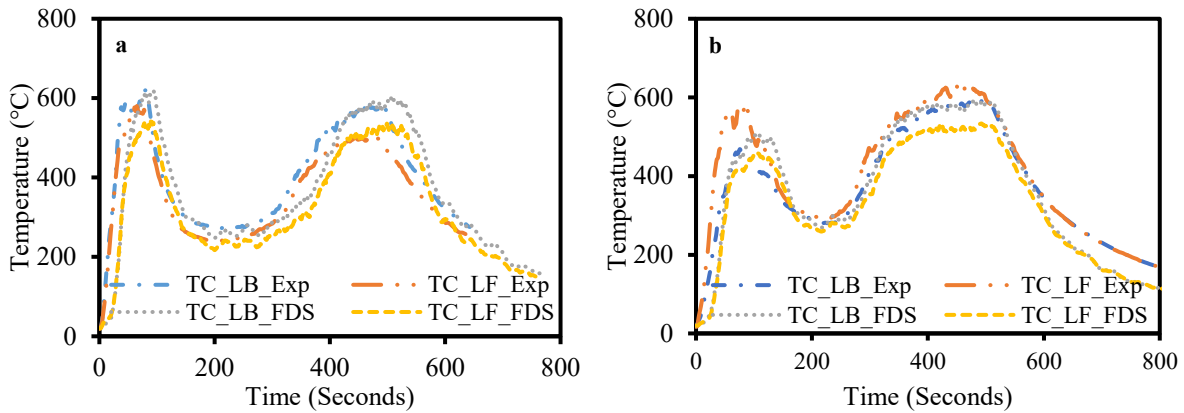 a
800
600
400
200
0
Temperature (°C)
TC_LB_Exp TC_LF_Exp
TC_LB_FDS TC_LF_FDS
0 200 400 600 800
Time (Seconds)
b
800
600
400
200
0
Temperature (°C)
TC_LB_Exp TC_LF_Exp
TC_LB_FDS TC_LF_FDS
0 200 400 600 800
Time (Seconds)